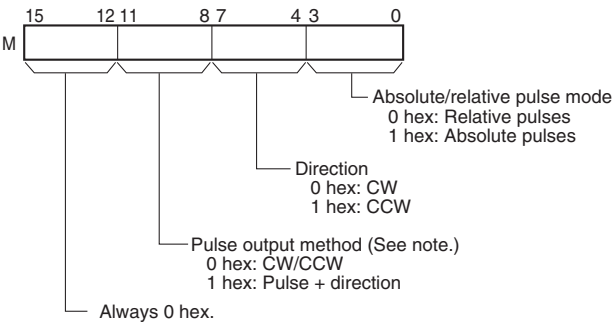 15 12 11 8 7 4 3 0
M
Absolute/relative pulse mode
0 hex: Relative pulses
1 hex: Absolute pulses
Direction
0 hex: CW
1 hex: CCW
Pulse output method (See note.)
0 hex: CW/CCW
1 hex: Pulse + direction
Always 0 hex.